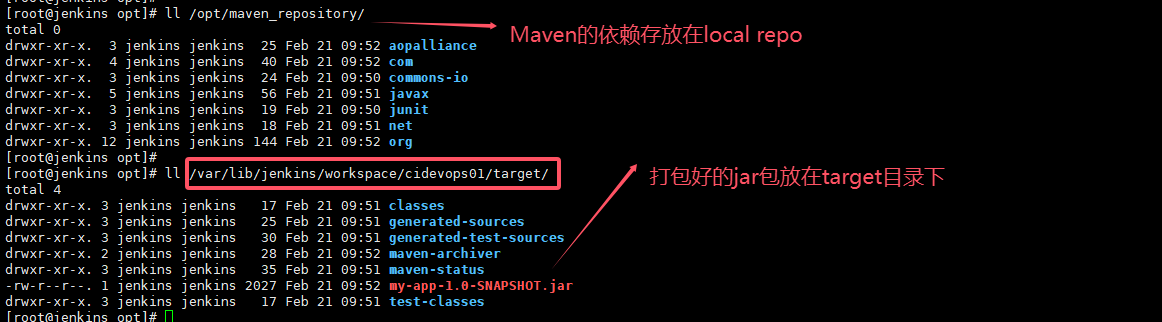 [root@jenkins opt]# ll /opt/maven_repository/
total 0
Maven的依赖存放在local repo
drwxr-xr-x.  3 jenkins jenkins  25 Feb 21 09:52 aopalliance
drwxr-xr-x.  4 jenkins jenkins  40 Feb 21 09:52 com
drwxr-xr-x.  3 jenkins jenkins  24 Feb 21 09:50 commons-io
drwxr-xr-x.  5 jenkins jenkins  56 Feb 21 09:51 javax
drwxr-xr-x.  3 jenkins jenkins  19 Feb 21 09:50 junit
drwxr-xr-x.  3 jenkins jenkins  18 Feb 21 09:51 net
drwxr-xr-x. 12 jenkins jenkins 144 Feb 21 09:52 org
[root@jenkins opt]#
[root@jenkins opt]# ll /var/lib/jenkins/workspace/cidevops01/target/
打包好的jar包放在target目录下
total 4
drwxr-xr-x. 3 jenkins jenkins   17 Feb 21 09:51 classes
drwxr-xr-x. 3 jenkins jenkins   25 Feb 21 09:51 generated-sources
drwxr-xr-x. 3 jenkins jenkins   30 Feb 21 09:51 generated-test-sources
drwxr-xr-x. 2 jenkins jenkins   28 Feb 21 09:52 maven-archiver
drwxr-xr-x. 3 jenkins jenkins   35 Feb 21 09:51 maven-status
-rw-r--r--. 1 jenkins jenkins 2027 Feb 21 09:52 my-app-1.0-SNAPSHOT.jar
drwxr-xr-x. 3 jenkins jenkins   17 Feb 21 09:51 test-classes
[root@jenkins opt]#